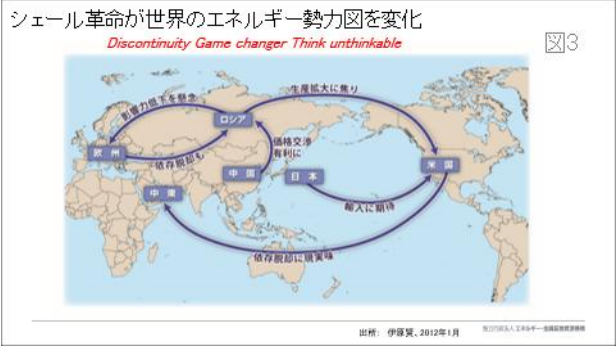 シェール革命が世界のエネルギー勢力図を変化
Discontinuity Game changer Think unthinkable
図3
生産拡大に焦り
影響力低下を懸念
ロシア
価格交渉
有利に
欧州
依存脱却も
中国
日本
米国
中東
輸入に期待
依存脱却に現実味
出所: 伊原賢、2012年1月